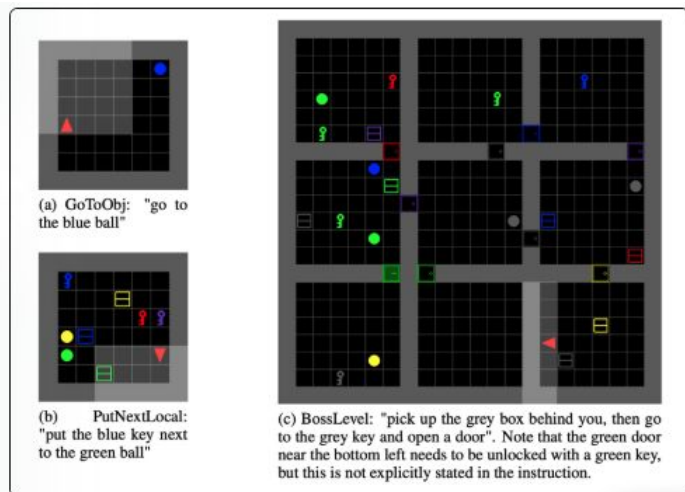 (a) GoToObj: "go to
the blue ball"
(b) PutNextLocal:
"put the blue key next
to the green ball"
(c) BossLevel: "pick up the grey box behind you, then go
to the grey key and open a door". Note that the green door
near the bottom left needs to be unlocked with a green key,
but this is not explicitly stated in the instruction.